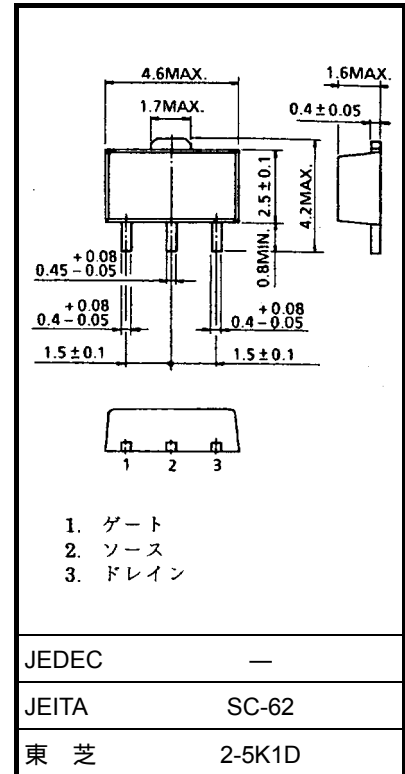 4.6MAX.
1.6MAX.
1.7MAX.
0.4±0.05
2.5±0.1
4.2MAX.
0.8MIN.
+0.08
0.45-0.05
+0.08
0.4-0.05
+0.08
0.4-0.05
1.5±0.1
1.5±0.1
1 2 3
1. ゲート
2. ソース
3. ドレイン
JEDEC ―
JEITA SC-62
東 芝 2-5K1D